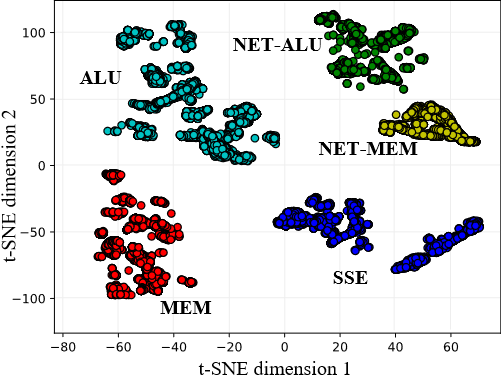 100
50
0
−50
−100
t-SNE dimension 2
NET-ALU
ALU
NET-MEM
SSE
MEM
−80
−60
−40
−20
0
20
40
60
t-SNE dimension 1